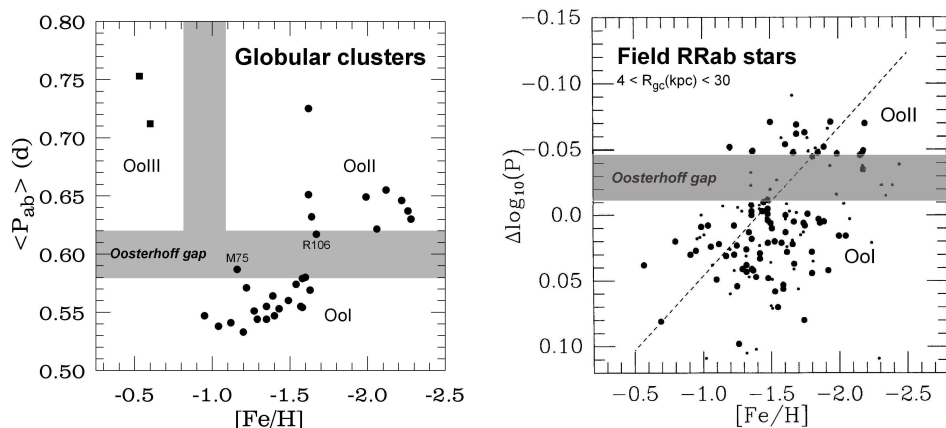 Globular clusters
0.80
0.75
0.70
0.65
0.60
0.55
0.50
<P_ab> (d)
OoIII
OoII
R106
Oosterhoff gap
M75
OoI
-0.5
-1.0
-1.5
-2.0
-2.5
[Fe/H]
Field RRab stars
4 < R_gc(kpc) < 30
−0.15
−0.10
−0.05
0.0
0.05
0.10
Δlog₁₀(P)
OoII
Oosterhoff gap
OoI
−0.5
−1.0
−1.5
−2.0
−2.5
[Fe/H]